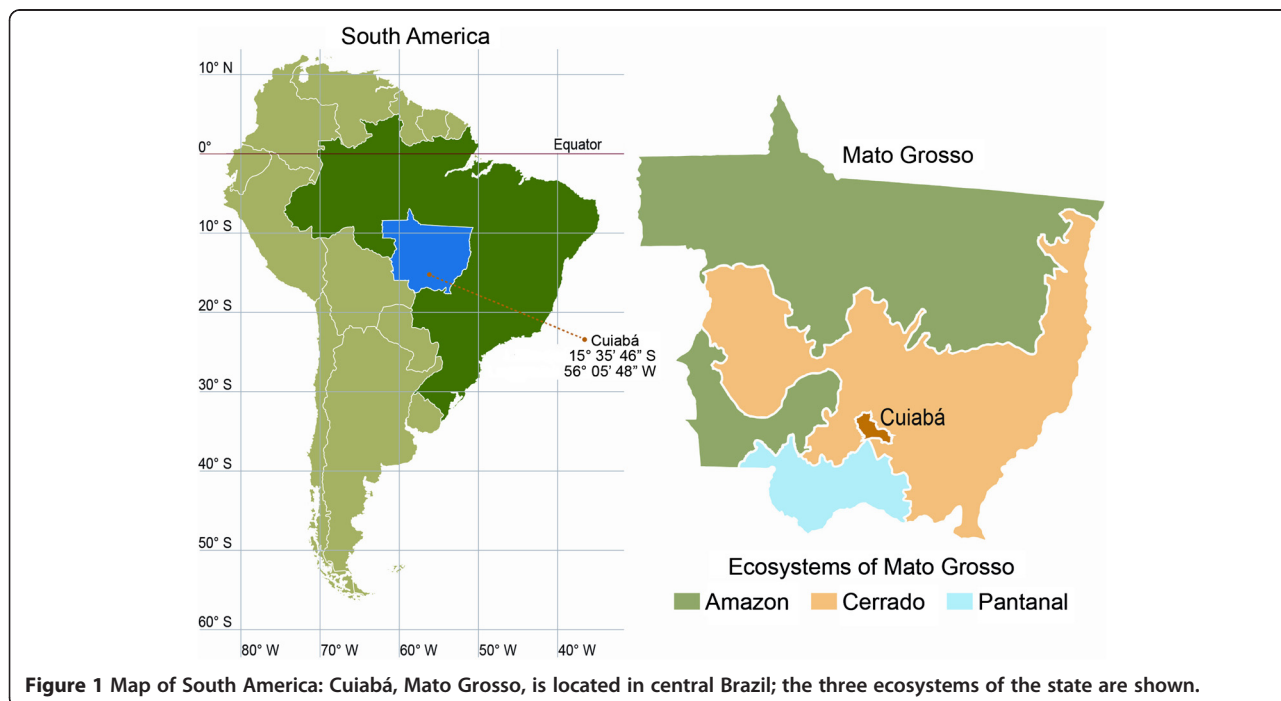 South America
10° N
0°
Equator
10° S
20° S
30° S
40° S
50° S
60° S
80° W 70° W 60° W 50° W 40° W
Cuiabá
15° 35' 46” S
56° 05' 48” W
Mato Grosso
Cuiabá
Ecosystems of Mato Grosso
Amazon Cerrado Pantanal
Figure 1 Map of South America: Cuiabá, Mato Grosso, is located in central Brazil; the three ecosystems of the state are shown.